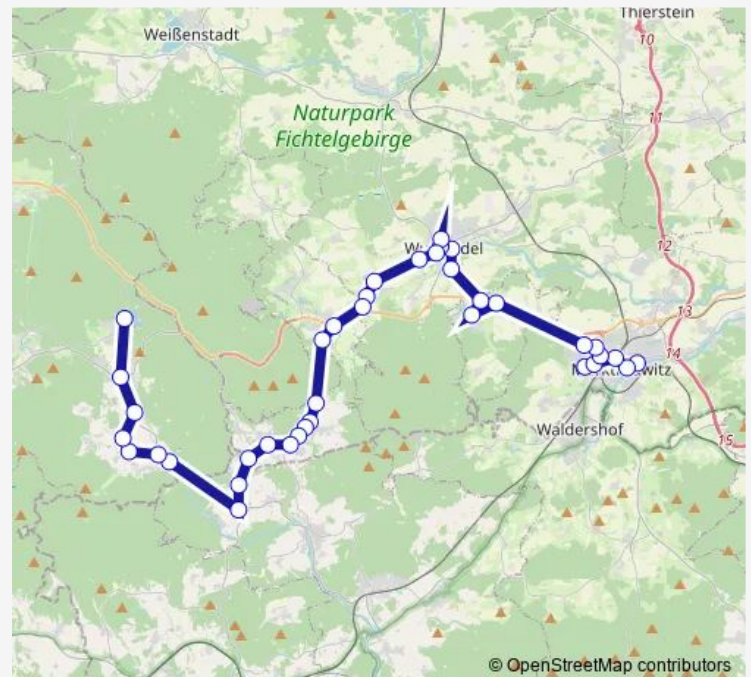 Thierstein
Weißenstadt
10
11
Naturpark
Fichtelgebirge
12
13
14
Waldershof
15
© OpenStreetMap contributors